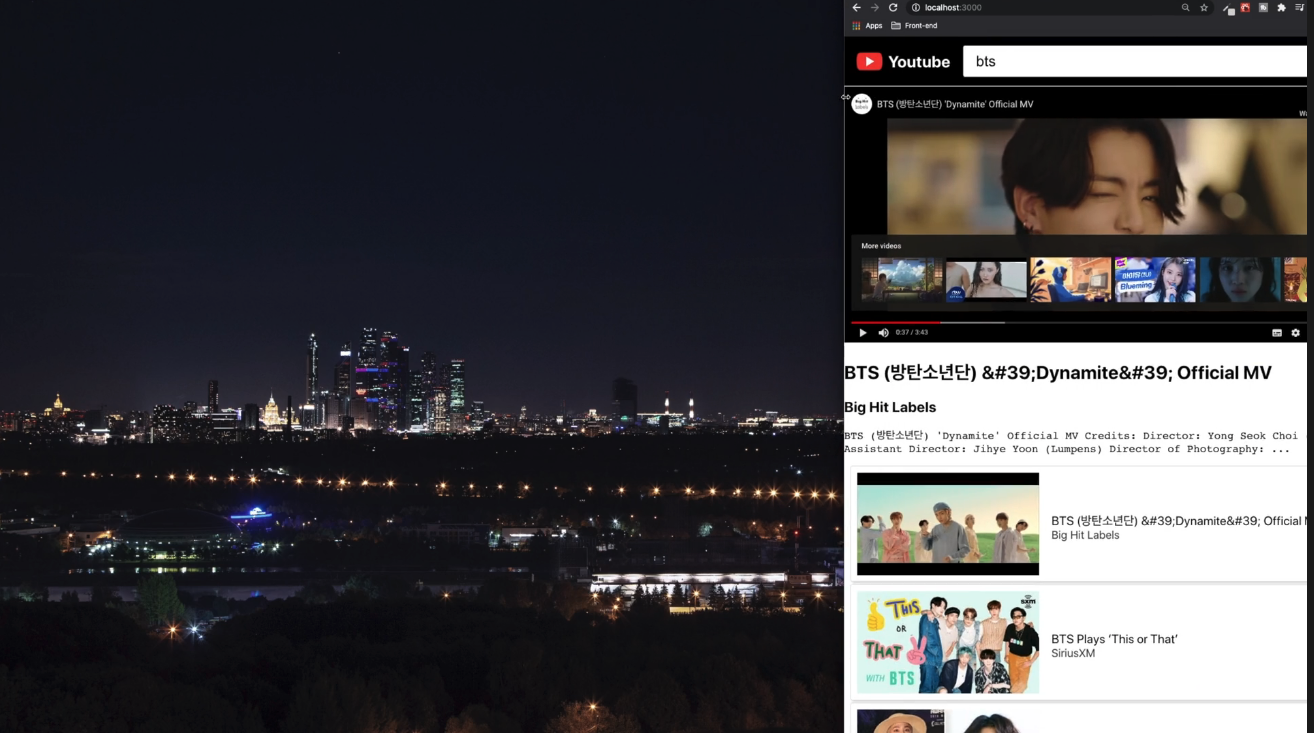 localhost:3000
Apps
Front-end
Youtube
bts
BTS (방탄소년단) 'Dynamite' Official MV
More videos
Blueming
0:37 / 3:43
BTS (방탄소년단) &#39;Dynamite&#39; Official MV
Big Hit Labels
BTS (방탄소년단) 'Dynamite' Official MV Credits: Director: Yong Seok Choi
Assistant Director: Jihye Yoon (Lumpens) Director of Photography: ...
BTS (방탄소년단) &#39;Dynamite&#39; Official
Big Hit Labels
THIS
OR
THAT
WITH BTS
sxm
BTS Plays ‘This or That’
SiriusXM